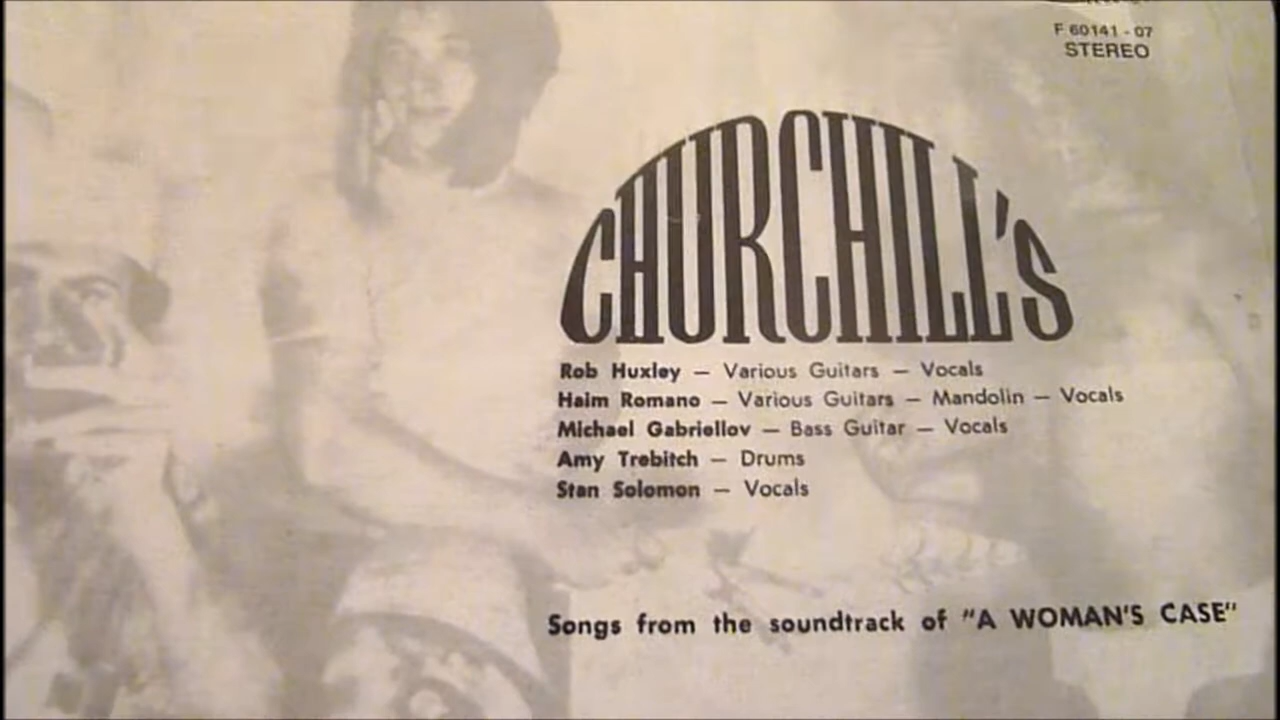 F 60141 - 07
STEREO
CHURCHILL's
Rob Huxley — Various Guitars — Vocals
Haim Romano — Various Guitars — Mandolin — Vocals
Michael Gabriellov — Bass Guitar — Vocals
Amy Trebitch — Drums
Stan Solomon — Vocals
Songs from the soundtrack of "A WOMAN'S CASE"